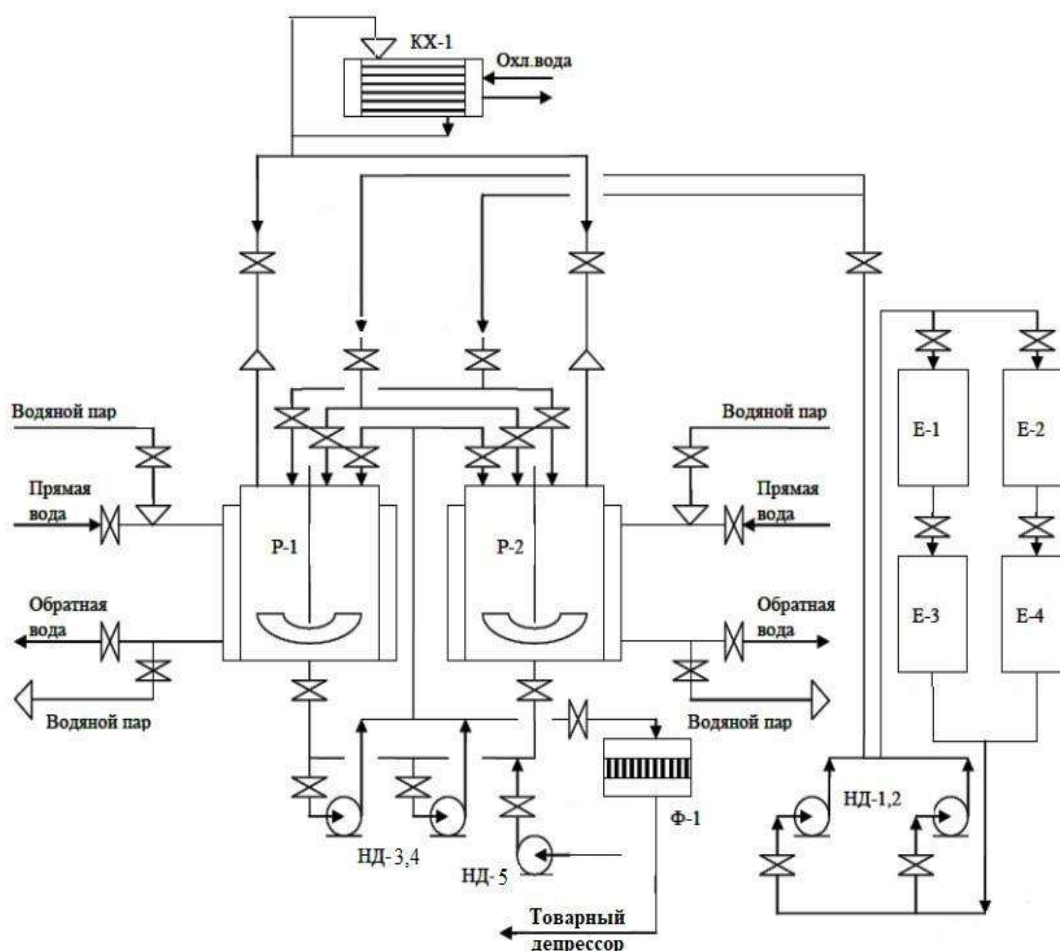 КХ-1
Охл.вода
Водяной пар
Водяной пар
Е-1
Е-2
Прямая
вода
Прямая
вода
Р-1
Р-2
Обратная
вода
Обратная
вода
Е-3
Е-4
Водяной пар
Водяной пар
НД-1,2
Ф-1
НД-3,4
НД-5
Товарный
депрессор